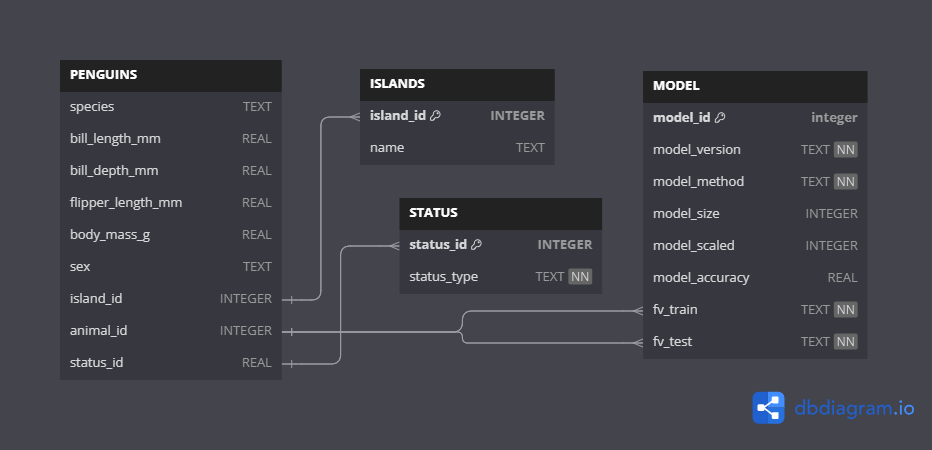 PENGUINS
species TEXT
bill_length_mm REAL
bill_depth_mm REAL
flipper_length_mm REAL
body_mass_g REAL
sex TEXT
island_id INTEGER
animal_id INTEGER
status_id REAL
ISLANDS
island_id INTEGER
name TEXT
STATUS
status_id INTEGER
status_type TEXT NN
MODEL
model_id integer
model_version TEXT NN
model_method TEXT NN
model_size INTEGER
model_scaled INTEGER
model_accuracy REAL
fv_train TEXT NN
fv_test TEXT NN
dbdiagram.io